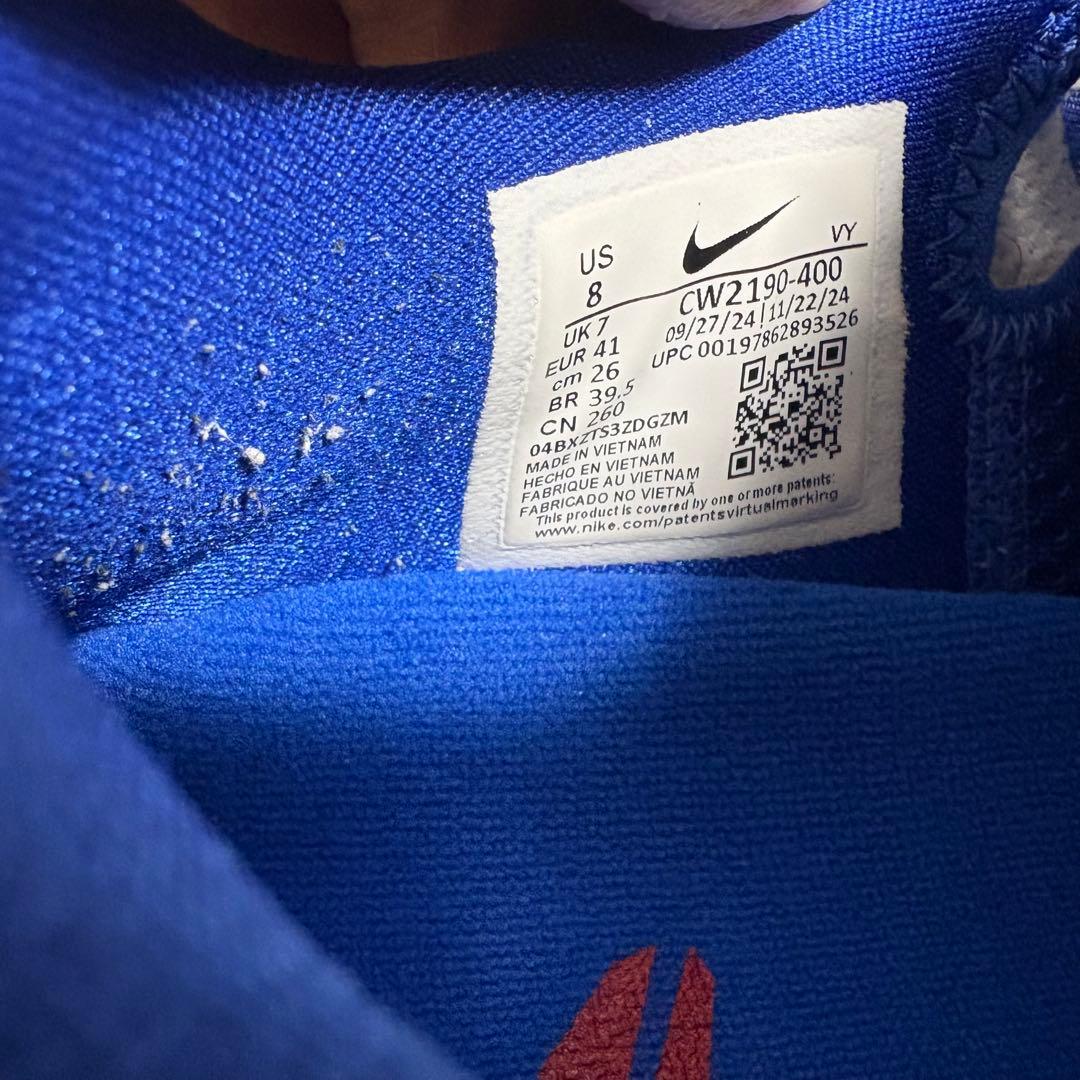 US
VY
8
CW2190-400
UK 7
09/27/24|11/22/24
EUR 41
UPC 00197862893526
cm 26
BR 39,5
CN 260
04BXZTS3ZDGZM
MADE IN VIETNAM
HECHO EN VIETNAM
FABRIQUE AU VIETNAM
FABRICADO NO VIETNÃ
This product is covered by one or more patents:
www.nike.com/patentsvirtualmarking